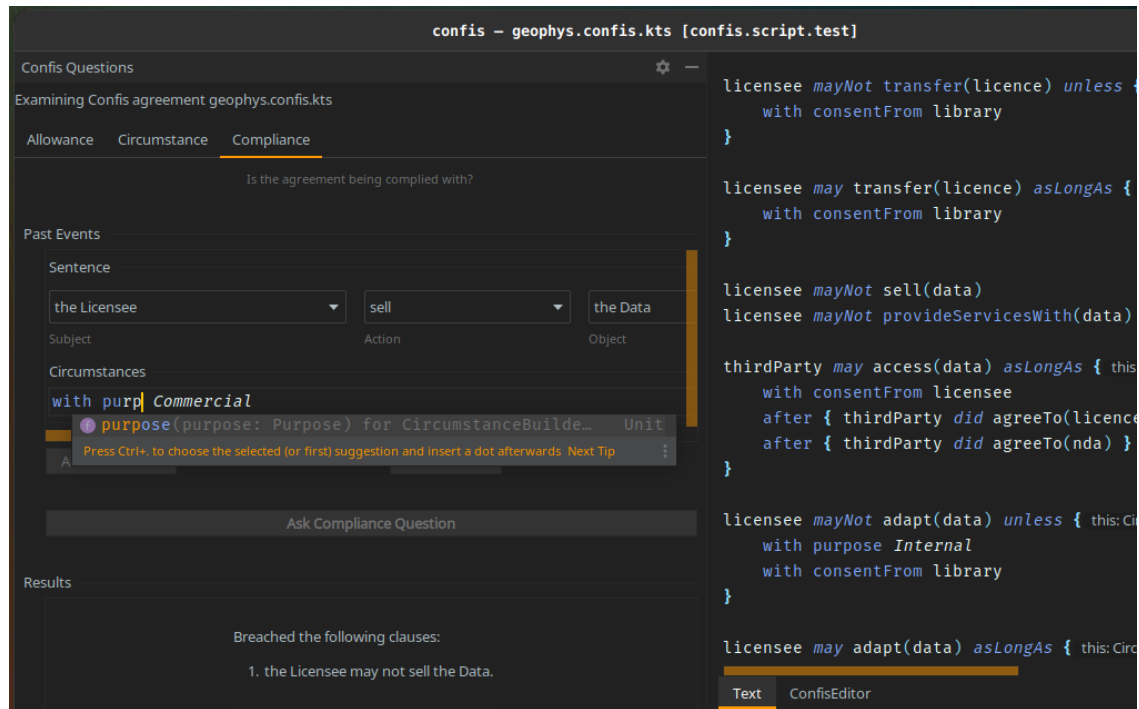 confis – geophys.confis.kts [confis.script.test]
Confis Questions
Examining Confis agreement geophys.confis.kts
Allowance Circumstance Compliance
Is the agreement being complied with?
Past Events
Sentence
the Licensee sell the Data
Subject Action Object
Circumstances
with purp Commercial
purpose(purpose: Purpose) for CircumstanceBuilde… Unit
Press Ctrl+. to choose the selected (or first) suggestion and insert a dot afterwards Next Tip
A
Ask Compliance Question
Results
Breached the following clauses:
1. the Licensee may not sell the Data.
licensee mayNot transfer(licence) unless {
with consentFrom library
}
licensee may transfer(licence) asLongAs {
with consentFrom library
}
licensee mayNot sell(data)
licensee mayNot provideServicesWith(data)
thirdParty may access(data) asLongAs { this
with consentFrom licensee
after { thirdParty did agreeTo(licence
after { thirdParty did agreeTo(nda) }
}
licensee mayNot adapt(data) unless { this: Ci
with purpose Internal
with consentFrom library
}
licensee may adapt(data) asLongAs { this: Circ
Text ConfisEditor